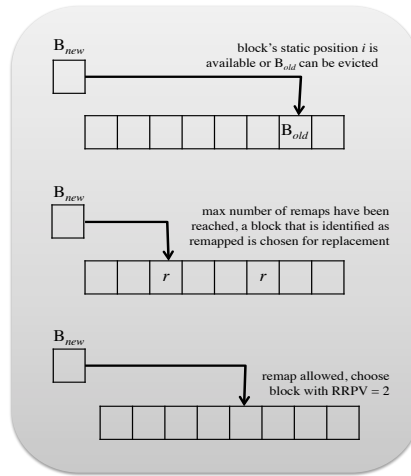 B_new
block's static position i is
available or B_old can be evicted
B_old
B_new
max number of remaps have been
reached, a block that is identified as
remapped is chosen for replacement
r r
B_new
remap allowed, choose
block with RRPV = 2